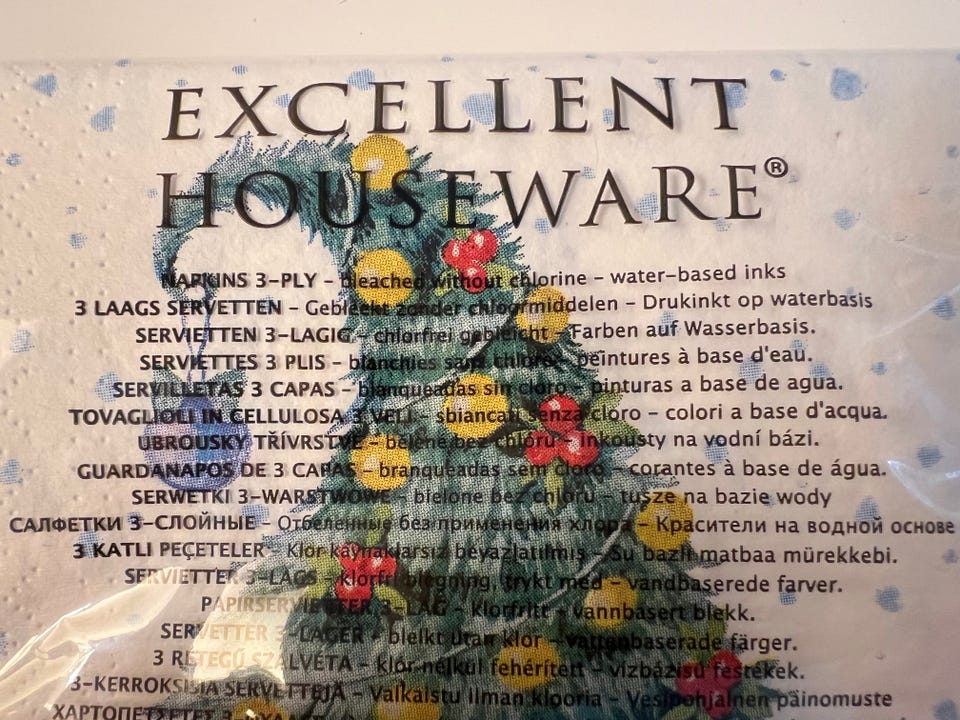 EXCELLENT
HOUSEWARE®
NAPKINS 3-PLY – bleached without chlorine – water-based inks
3 LAAGS SERVETTEN – Gebleekt zonder chloormiddelen – Drukinkt op waterbasis
SERVIETTEN 3-LAGIG – chlorfrei gebleicht – Farben auf Wasserbasis.
SERVIETTES 3 PLIS – blanchies sans chlore – peintures à base d'eau.
SERVILLETAS 3 CAPAS – blanqueadas sin cloro – pinturas a base de agua.
TOVAGLIOLI IN CELLULOSA 3 VELI – sbiancati senza cloro – colori a base d'acqua.
UBROUSKY TŘÍVRSTVÉ – bělené bez chlóru – inkousty na vodní bázi.
GUARDANAPOS DE 3 CAPAS – branqueadas sem cloro – corantes à base de água.
SERWETKI 3-WARSTWOWE – bielone bez chloru – tusze na bazie wody
САЛФЕТКИ 3-СЛОЙНЫЕ – Отбеленные без применения хлора – Красители на водной основе
3 KATLI PEÇETELER – Klor kaynaklarsız beyazlatılmış – Su bazlı matbaa mürekkebi.
SERVIETTER 3-LAGS – klorfri blegning, trykt med – vandbaserede farver.
PAPIRSERVIETTER 3-LAG – klorfritt – vannbasert blekk.
SERVETTER 3-LAGER – blekt utan klor – vattenbaserade färger.
3 RÉTEGŰ SZALVÉTA – klór nélkül fehérített – vízbázisú festékek.
3-KERROKSISIA SERVETTEJA – Valkaistu ilman klooria – Vesipohjainen päinomuste
ΧΑΡΤΟΠΕΤΣΕΤΕΣ